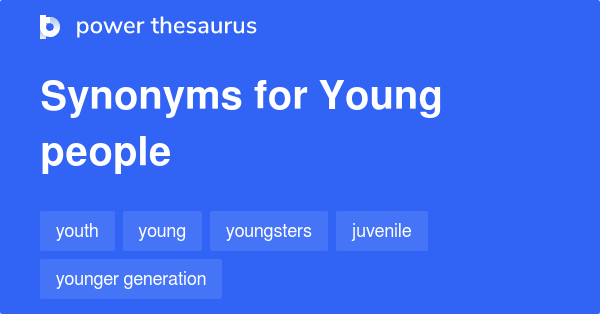 power thesaurus
Synonyms for Young
people
youth young youngsters juvenile
younger generation